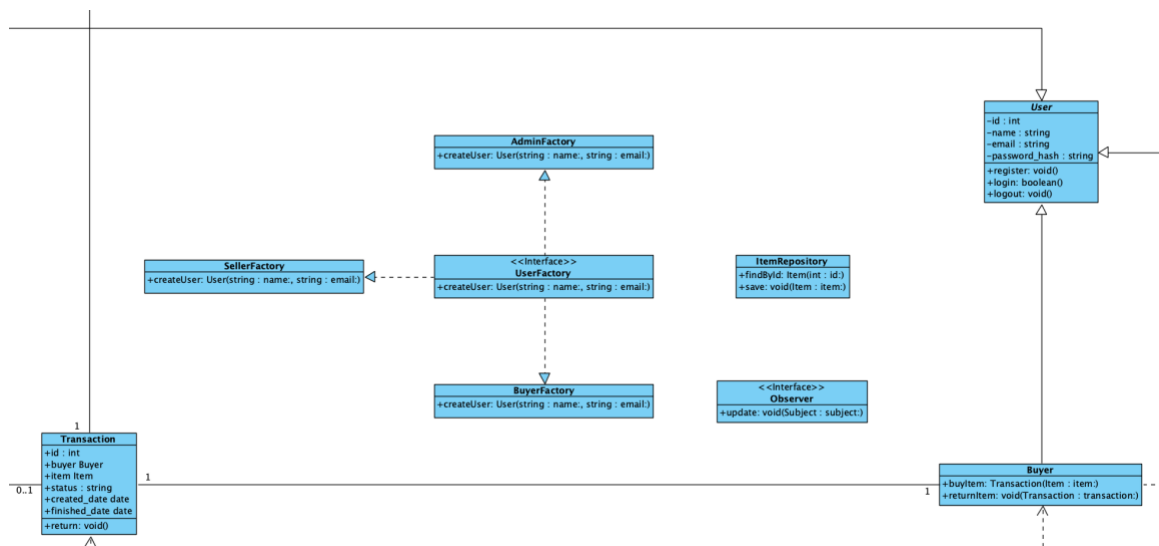 User
-id : int
-name : string
-email : string
-password_hash : string
+register: void()
+login: boolean()
+logout: void()
AdminFactory
+createUser: User(string : name:, string : email:)
SellerFactory
+createUser: User(string : name:, string : email:)
<<Interface>>
UserFactory
+createUser: User(string : name:, string : email:)
ItemRepository
+findById: Item(int : id:)
+save: void(Item : item:)
BuyerFactory
+createUser: User(string : name:, string : email:)
<<Interface>>
Observer
+update: void(Subject : subject:)
1
Transaction
+id : int
+buyer Buyer
+item Item
+status : string
+created_date date
+finished_date date
+return: void()
0..1
1
1
Buyer
+buyItem: Transaction(Item : item:)
+returnItem: void(Transaction : transaction:)